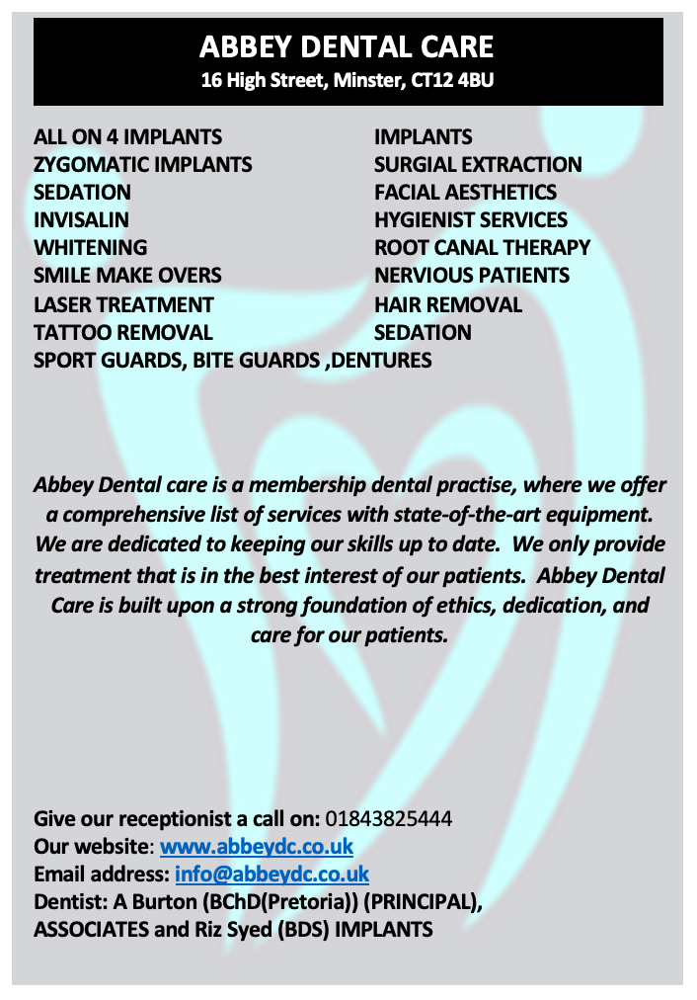 ABBEY DENTAL CARE
16 High Street, Minster, CT12 4BU
ALL ON 4 IMPLANTS
ZYGOMATIC IMPLANTS
SEDATION
INVISALIN
WHITENING
SMILE MAKE OVERS
LASER TREATMENT
TATTOO REMOVAL
IMPLANTS
SURGIAL EXTRACTION
FACIAL AESTHETICS
HYGIENIST SERVICES
ROOT CANAL THERAPY
NERVIOUS PATIENTS
HAIR REMOVAL
SEDATION
SPORT GUARDS, BITE GUARDS ,DENTURES
Abbey Dental care is a membership dental practise, where we offer
a comprehensive list of services with state-of-the-art equipment.
We are dedicated to keeping our skills up to date.  We only provide
treatment that is in the best interest of our patients.  Abbey Dental
Care is built upon a strong foundation of ethics, dedication, and
care for our patients.
Give our receptionist a call on: 01843825444
Our website: www.abbeydc.co.uk
Email address: info@abbeydc.co.uk
Dentist: A Burton (BChD(Pretoria)) (PRINCIPAL),
ASSOCIATES and Riz Syed (BDS) IMPLANTS